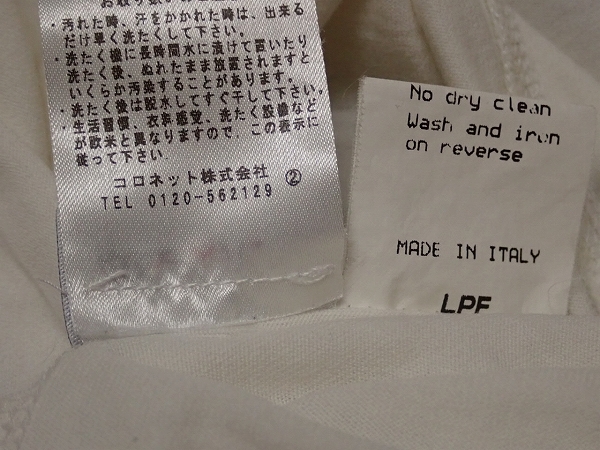 ・汚れた時、汗をかかれた時は、出来る
だけ早く洗たくして下さい。
・洗たく機に長時間水に漬けて置いたり
洗たく後、ぬれたまま放置されますと
いくらか汚染することがあります。
・洗たく後は脱水してすぐ干して下さい。
・生活習慣、衣料感覚、洗たく設備など
が欧米と異なりますので、この表示に
従って下さい
コロネット株式会社 ②
TEL 0120-562129
No dry clean
Wash and iron
on reverse
MADE IN ITALY
LPF